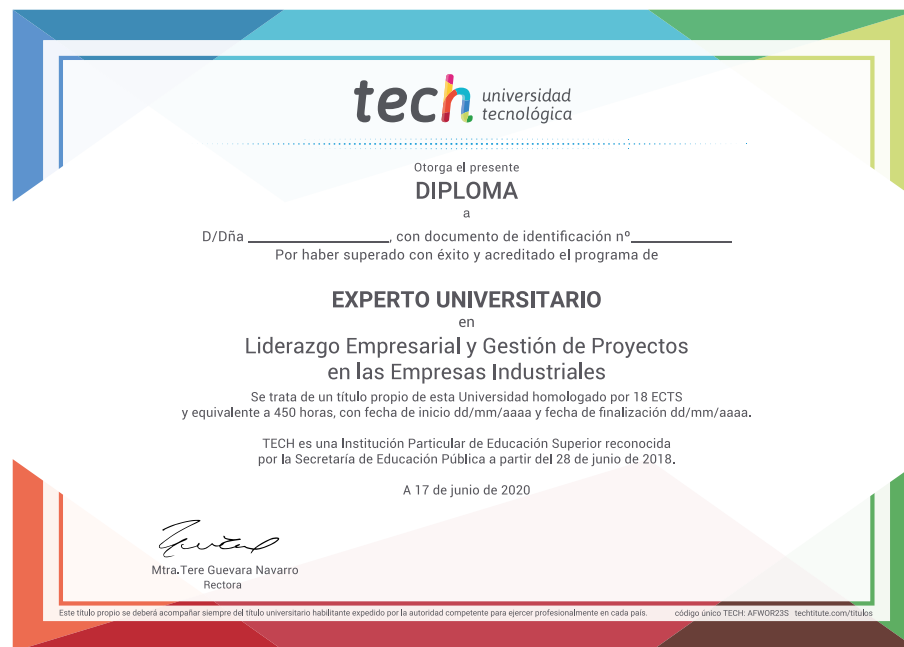 tech universidad
tecnológica
Otorga el presente
DIPLOMA
a
D/Dña ________________, con documento de identificación nº____________
Por haber superado con éxito y acreditado el programa de
EXPERTO UNIVERSITARIO
en
Liderazgo Empresarial y Gestión de Proyectos
en las Empresas Industriales
Se trata de un título propio de esta Universidad homologado por 18 ECTS
y equivalente a 450 horas, con fecha de inicio dd/mm/aaaa y fecha de finalización dd/mm/aaaa.
TECH es una Institución Particular de Educación Superior reconocida
por la Secretaría de Educación Pública a partir del 28 de junio de 2018.
A 17 de junio de 2020
Mtra.Tere Guevara Navarro
Rectora
Este título propio se deberá acompañar siempre del título universitario habilitante expedido por la autoridad competente para ejercer profesionalmente en cada país. código único TECH: AFWOR23S techtitute.com/titulos